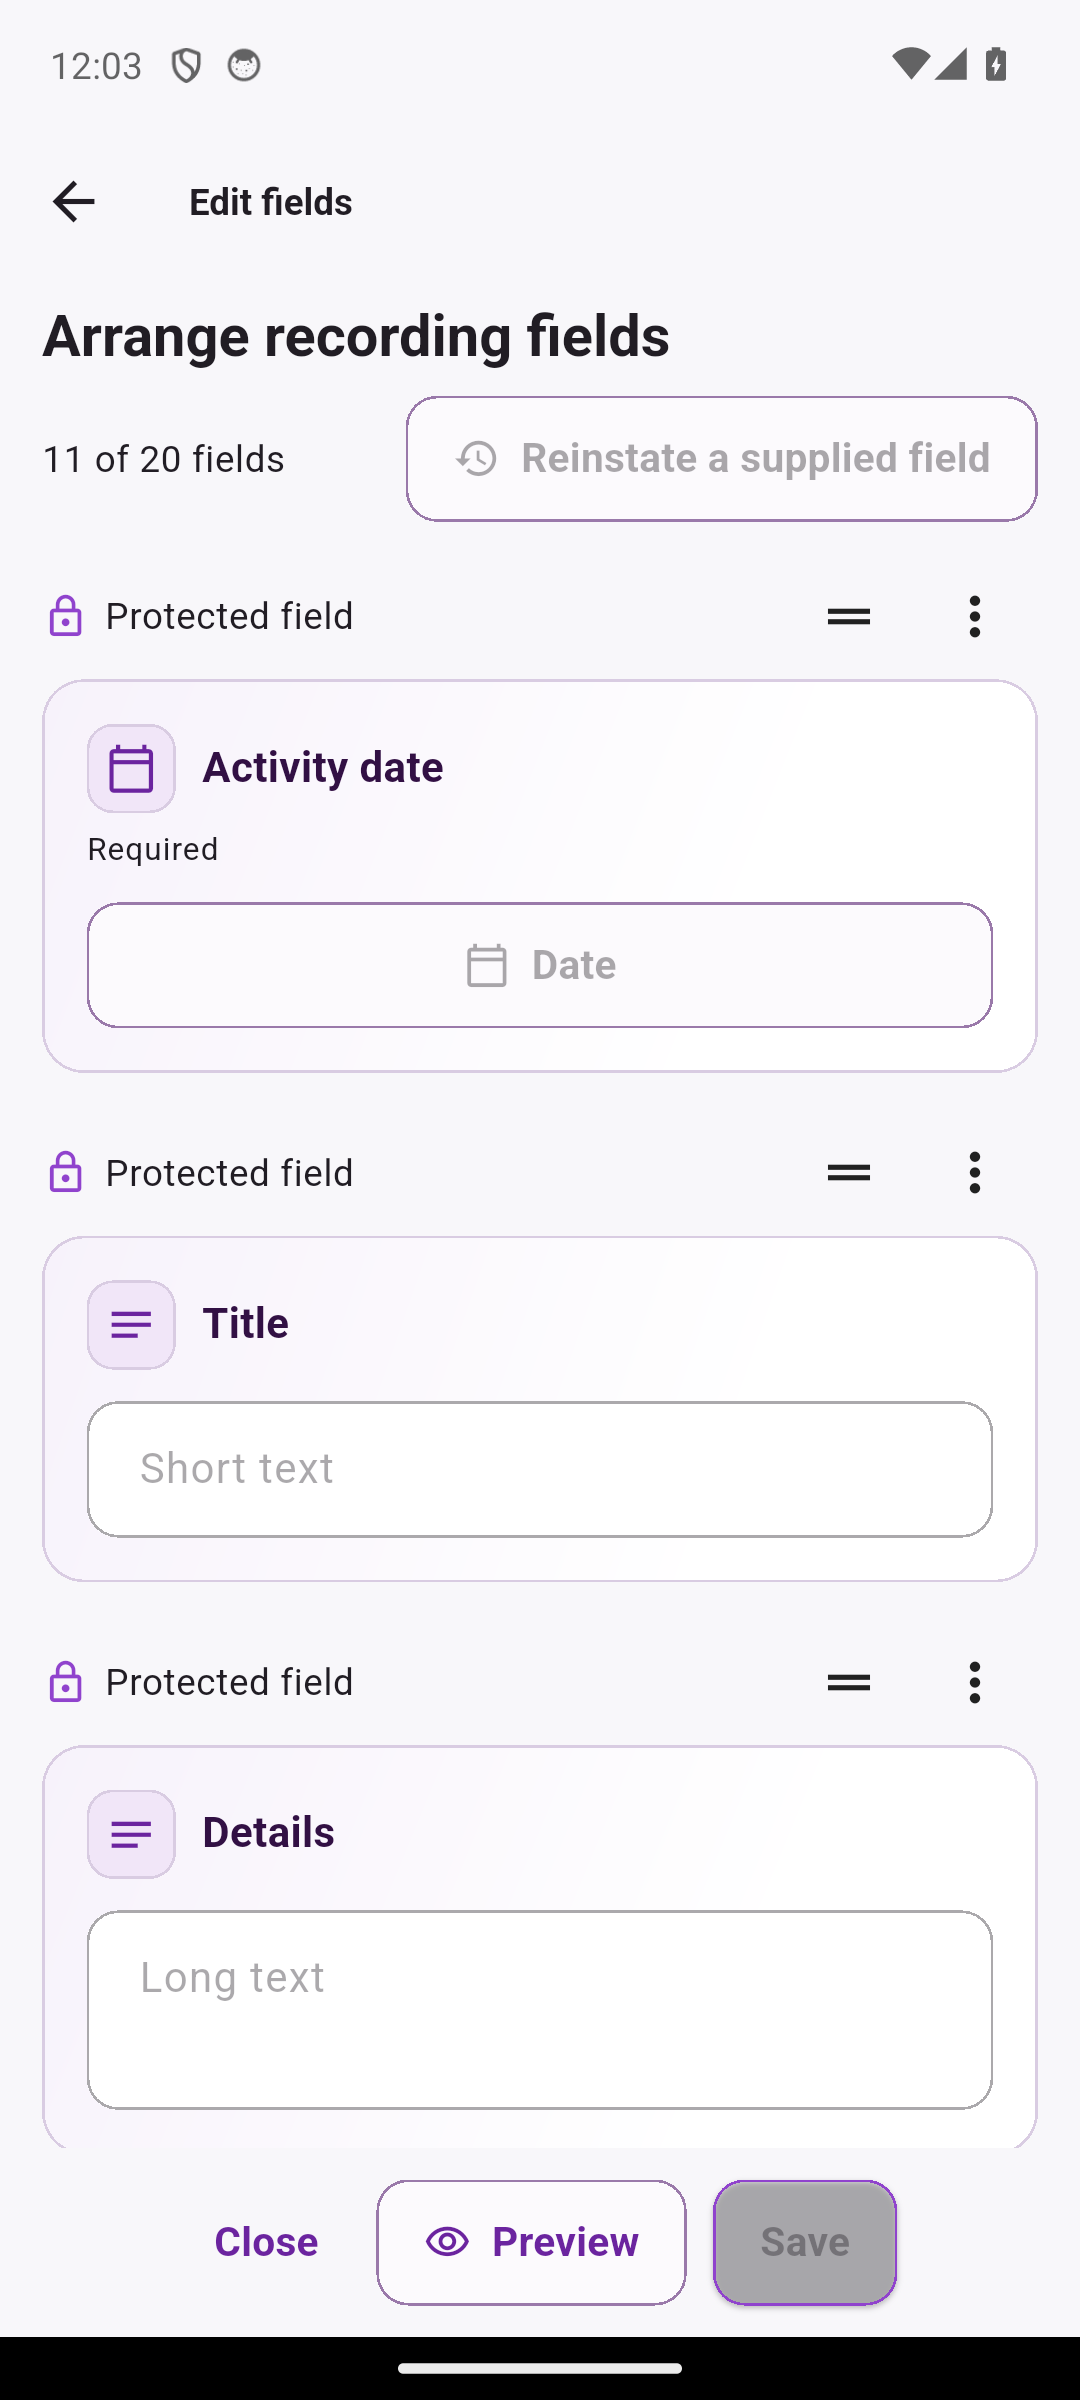 12:03
Edit fields
Arrange recording fields
11 of 20 fields
Reinstate a supplied field
Protected field
Activity date
Required
Date
Protected field
Title
Short text
Protected field
Details
Long text
Close
Preview
Save